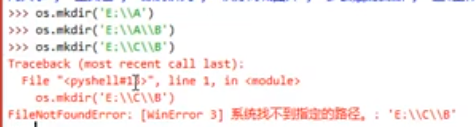 >>> os.mkdir('E:\\A')
>>> os.mkdir('E:\\A\\B')
>>> os.mkdir('E:\\C\\B')
Traceback (most recent call last):
  File "<pyshell#1 >", line 1, in <module>
    os.mkdir('E:\\C\\B')
FileNotFoundError: [WinError 3] 系统找不到指定的路径。: 'E:\\C\\B'